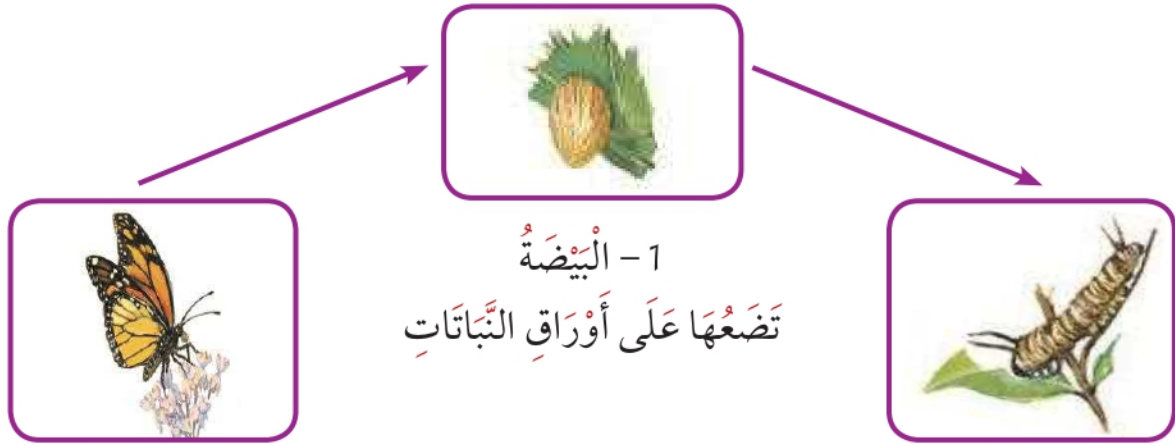 1 – الْبَيْضَةُ
تَضَعُهَا عَلَى أَوْرَاقِ النَّبَاتَاتِ